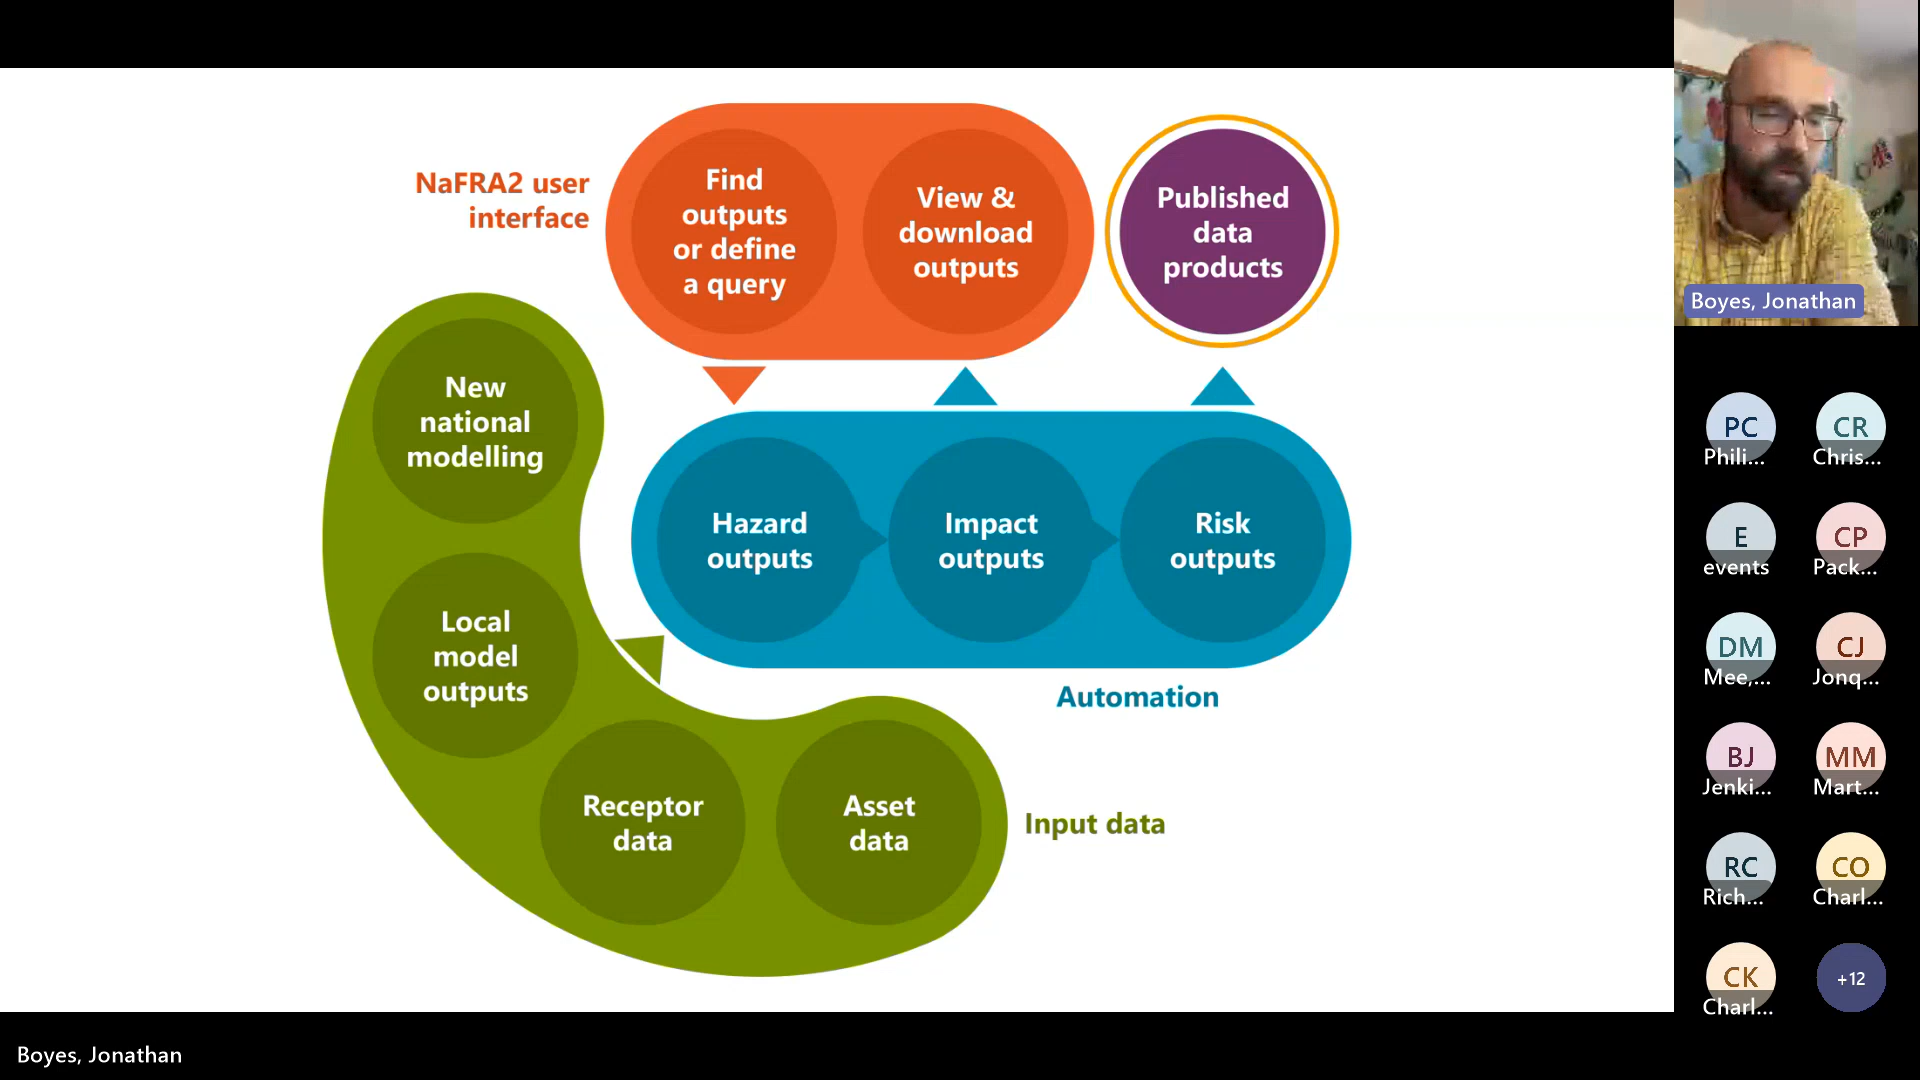 NaFRA2 user
interface
Find
outputs
or define
a query
View &
download
outputs
Published
data
products
New
national
modelling
Hazard
outputs
Impact
outputs
Risk
outputs
Local
model
outputs
Automation
Receptor
data
Asset
data
Input data
Boyes, Jonathan
PC
Phili...
CR
Chris...
E
events
CP
Pack...
DM
Mee,...
CJ
Jonq...
BJ
Jenki...
MM
Mart...
RC
Rich...
CO
Charl...
CK
Charl...
+12
Boyes, Jonathan